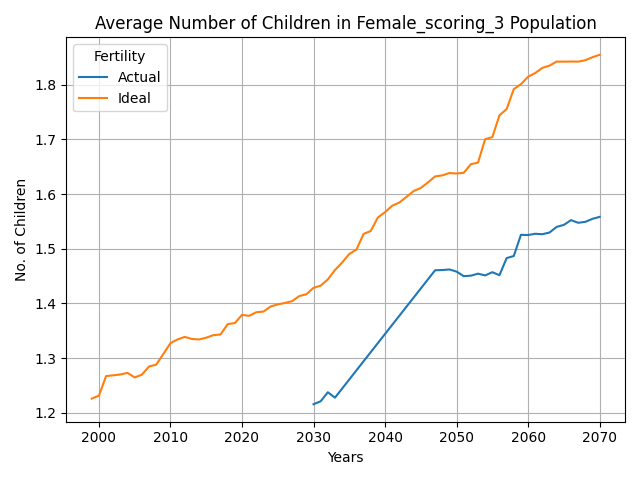 Average Number of Children in Female_scoring_3 Population
Fertility
Actual
Ideal
No. of Children
1.8
1.7
1.6
1.5
1.4
1.3
1.2
2000 2010 2020 2030 2040 2050 2060 2070
Years